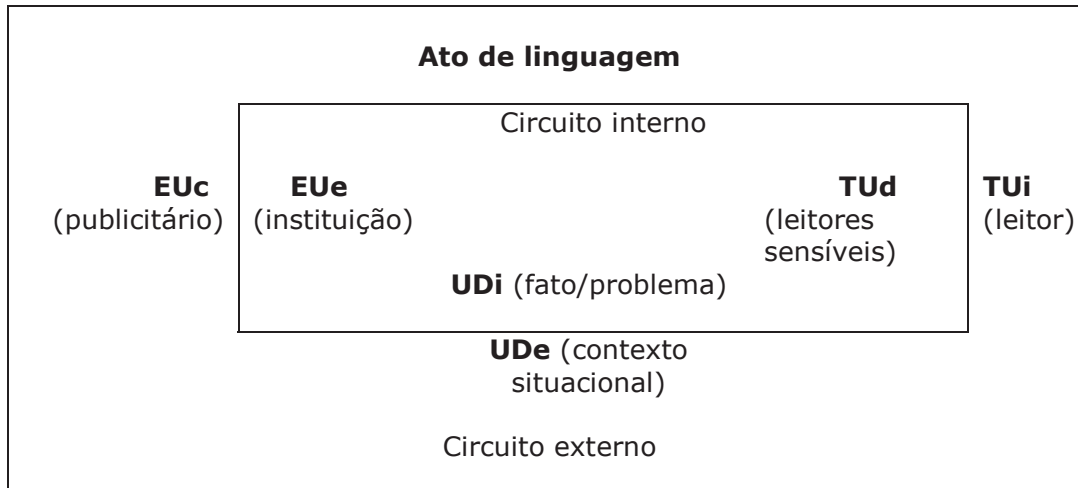 Ato de linguagem
Circuito interno
EUc EUe TUd TUi
(publicitário) (instituição) (leitores (leitor)
sensíveis)
UDi (fato/problema)
UDe (contexto
situacional)
Circuito externo